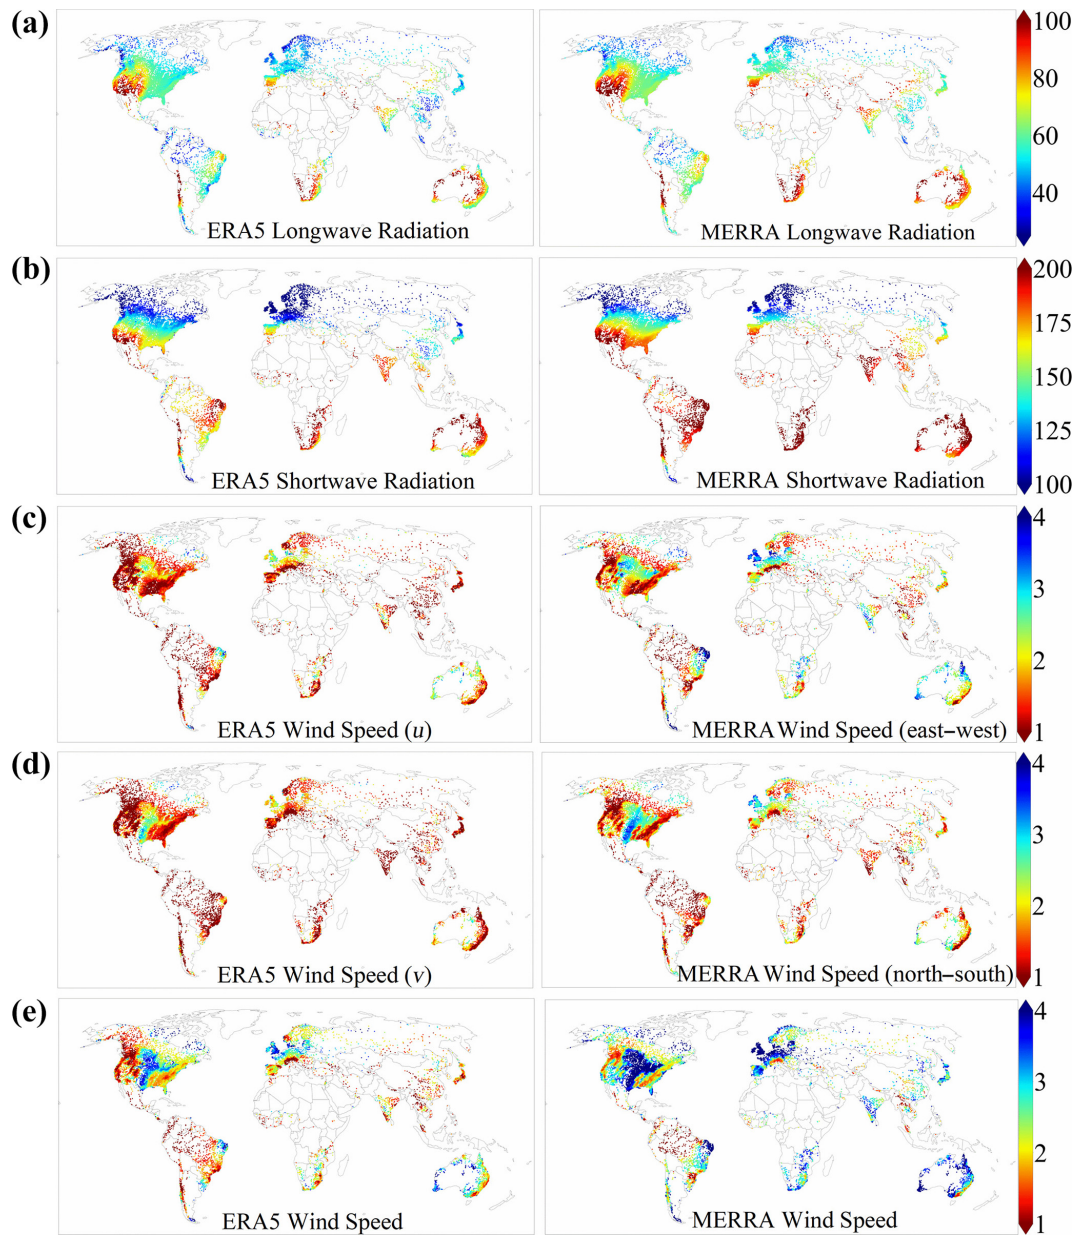 (a)
ERA5 Longwave Radiation
MERRA Longwave Radiation
100
80
60
40
(b)
ERA5 Shortwave Radiation
MERRA Shortwave Radiation
200
175
150
125
100
(c)
ERA5 Wind Speed (u)
MERRA Wind Speed (east–west)
4
3
2
1
(d)
ERA5 Wind Speed (v)
MERRA Wind Speed (north–south)
4
3
2
1
(e)
ERA5 Wind Speed
MERRA Wind Speed
4
3
2
1